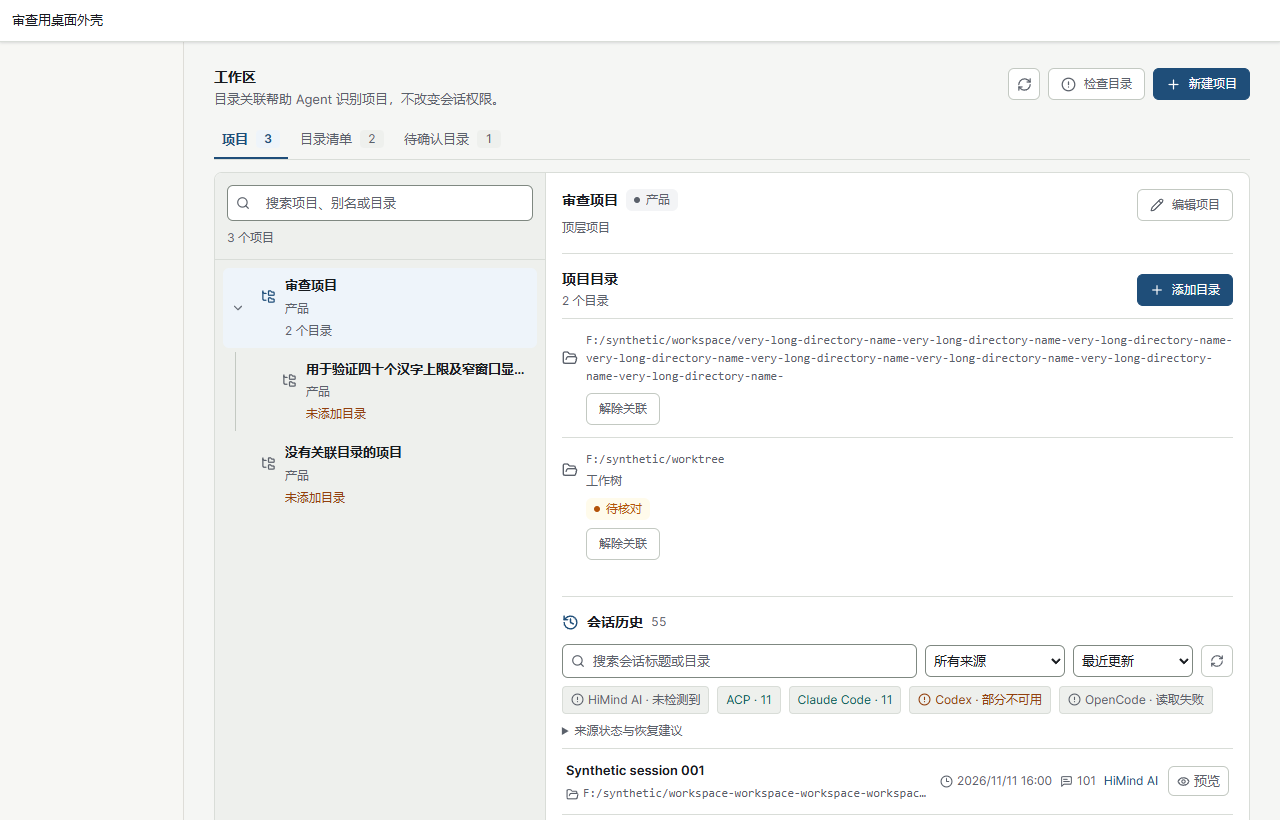 审查用桌面外壳
工作区
目录关联帮助 Agent 识别项目，不改变会话权限。
检查目录
新建项目
项目 3
目录清单 2
待确认目录 1
搜索项目、别名或目录
3 个项目
审查项目
产品
2 个目录
用于验证四十个汉字上限及窄窗口显...
产品
未添加目录
没有关联目录的项目
产品
未添加目录
审查项目 产品
编辑项目
顶层项目
项目目录
2 个目录
添加目录
F:/synthetic/workspace/very-long-directory-name-very-long-directory-name-very-long-directory-name-
very-long-directory-name-very-long-directory-name-very-long-directory-name-very-long-directory-
name-very-long-directory-name-
解除关联
F:/synthetic/worktree
工作树
待核对
解除关联
会话历史 55
搜索会话标题或目录
所有来源
最近更新
HiMind AI · 未检测到
ACP · 11
Claude Code · 11
Codex · 部分不可用
OpenCode · 读取失败
来源状态与恢复建议
Synthetic session 001
F:/synthetic/workspace-workspace-workspace-workspac…
2026/11/11 16:00
101
HiMind AI
预览